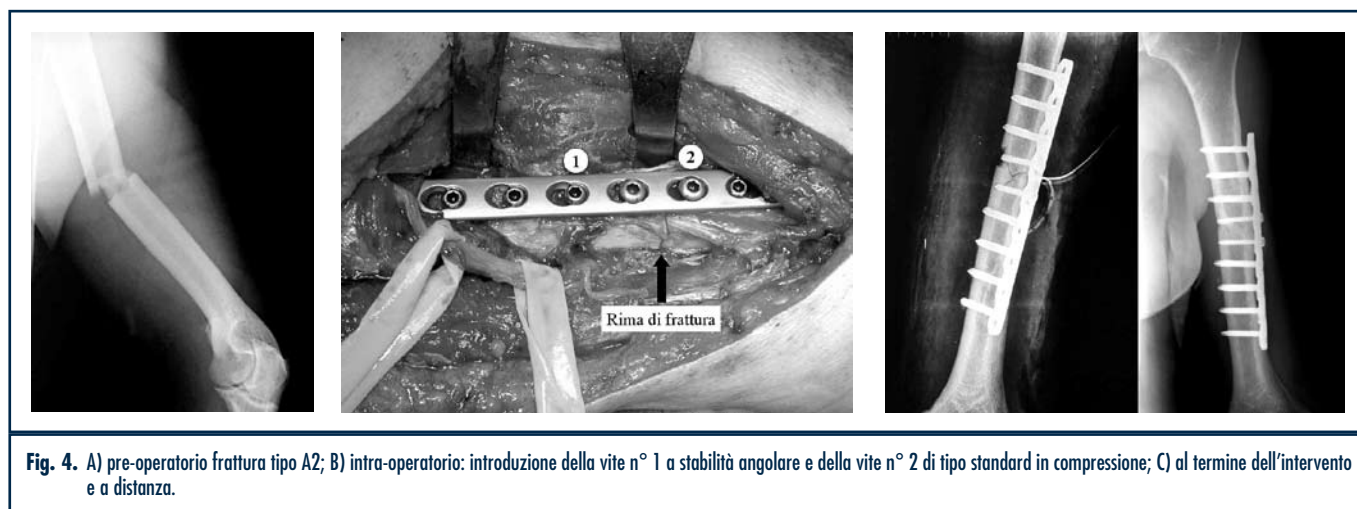 1
2
Rima di frattura
Fig. 4. A) pre-operatorio frattura tipo A2; B) intra-operatorio: introduzione della vite n° 1 a stabilità angolare e della vite n° 2 di tipo standard in compressione; C) al termine dell'intervento
e a distanza.